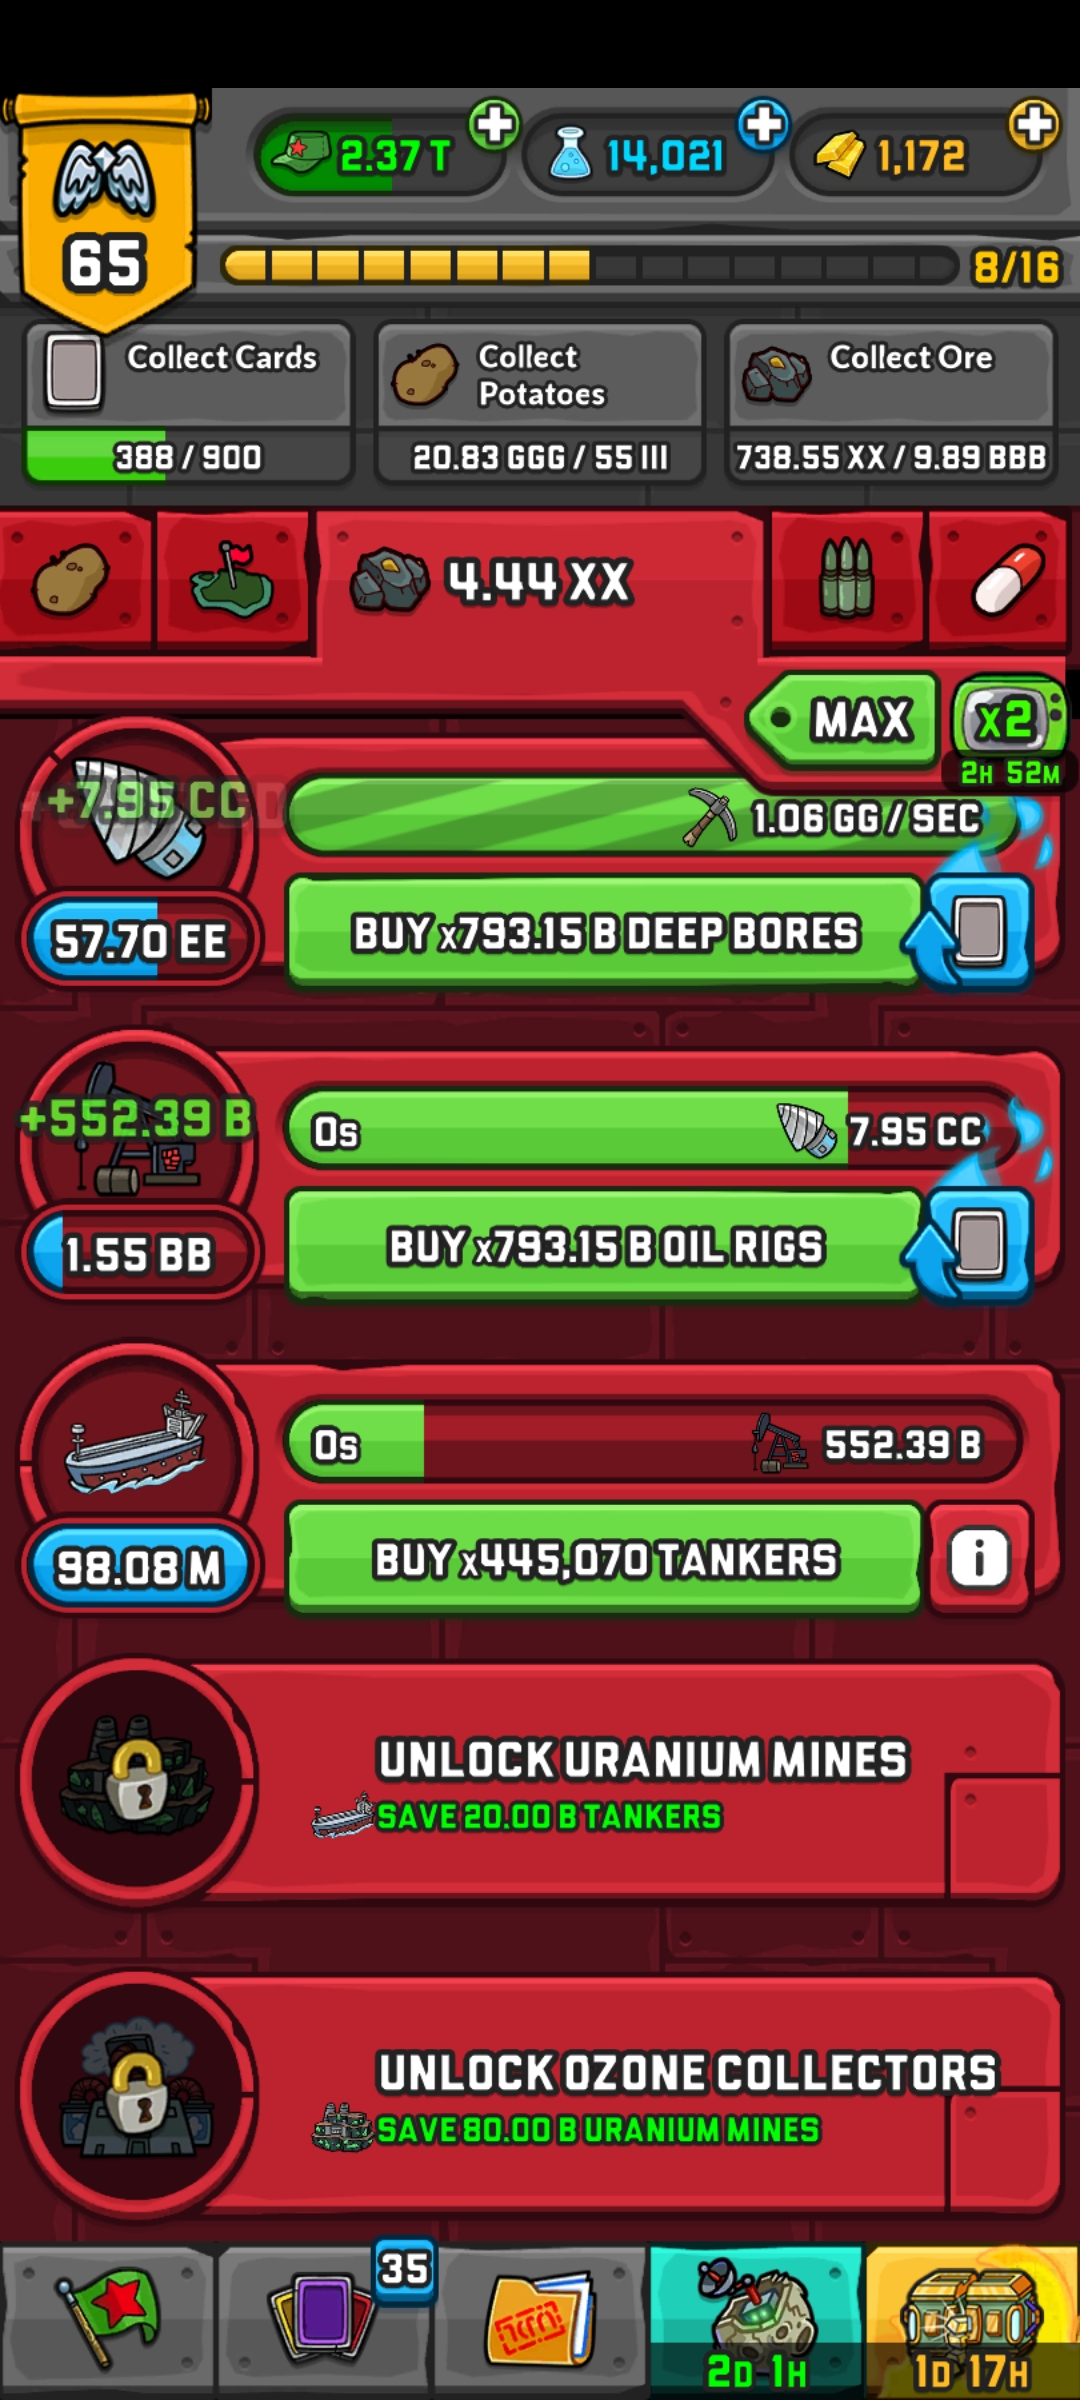 2.37 T
14,021
1,172
65
8/16
Collect Cards
388 / 900
Collect
Potatoes
20.83 GGG / 55 III
Collect Ore
738.55 XX / 9.89 BBB
4.44 XX
MAX
x2
2H 52M
+7.95 CC
1.06 GG / SEC
57.70 EE
BUY x793.15 B DEEP BORES
+552.39 B
0s
7.95 CC
1.55 BB
BUY x793.15 B OIL RIGS
0s
552.39 B
98.08 M
BUY x445,070 TANKERS
i
UNLOCK URANIUM MINES
SAVE 20.00 B TANKERS
UNLOCK OZONE COLLECTORS
SAVE 80.00 B URANIUM MINES
35
2D 1H
1D 17H